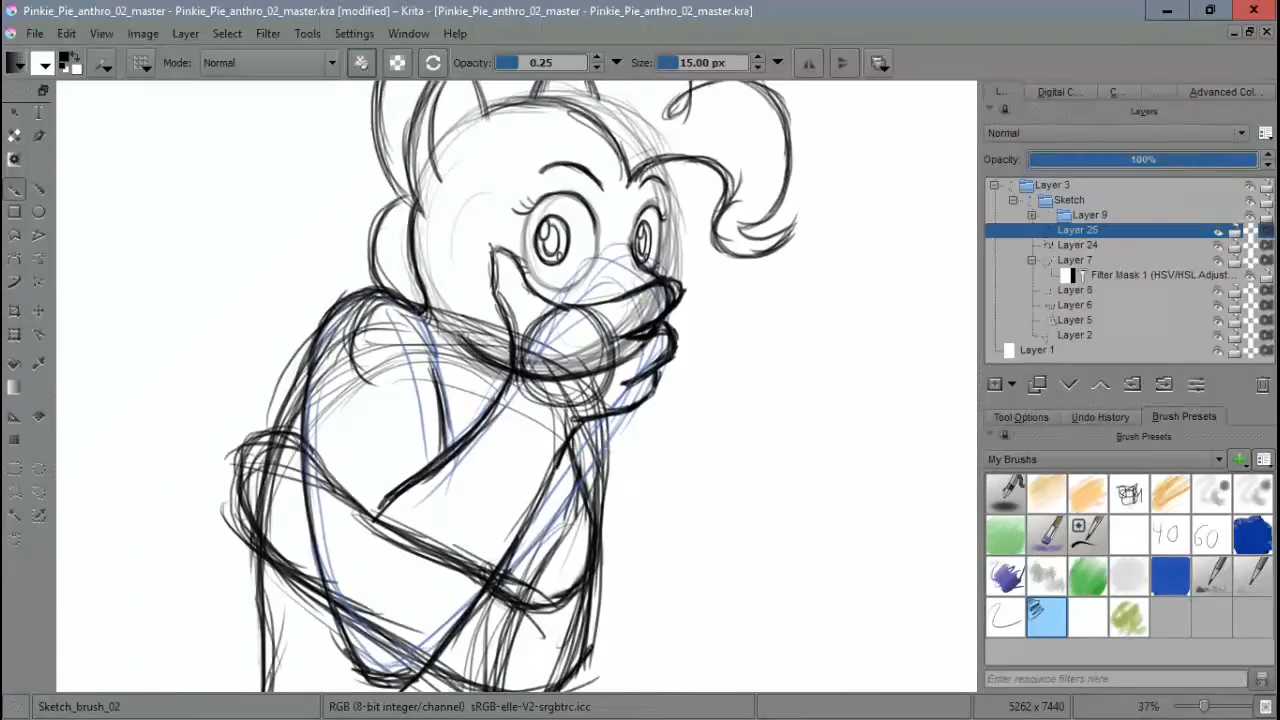 Pinkie_Pie_anthro_02_master - Pinkie_Pie_anthro_02_master.kra [modified] – Krita - [Pinkie_Pie_anthro_02_master - Pinkie_Pie_anthro_02_master.kra]
File Edit View Image Layer Select Filter Tools Settings Window Help
Mode: Normal Opacity: 0.25 Size: 15.00 px
L... Digital C... C... ... Advanced Col...
Layers
Normal
Opacity: 100%
Layer 3
Sketch
Layer 9
Layer 25
Layer 24
Layer 7
Filter Mask 1 (HSV/HSL Adjust...
Layer 8
Layer 6
Layer 5
Layer 2
Layer 1
Tool Options Undo History Brush Presets
Brush Presets
My Brushes
40 60
Enter resource filters here
Sketch_brush_02 RGB (8-bit integer/channel) sRGB-elle-V2-srgbtrc.icc 5262 x 7440 37%